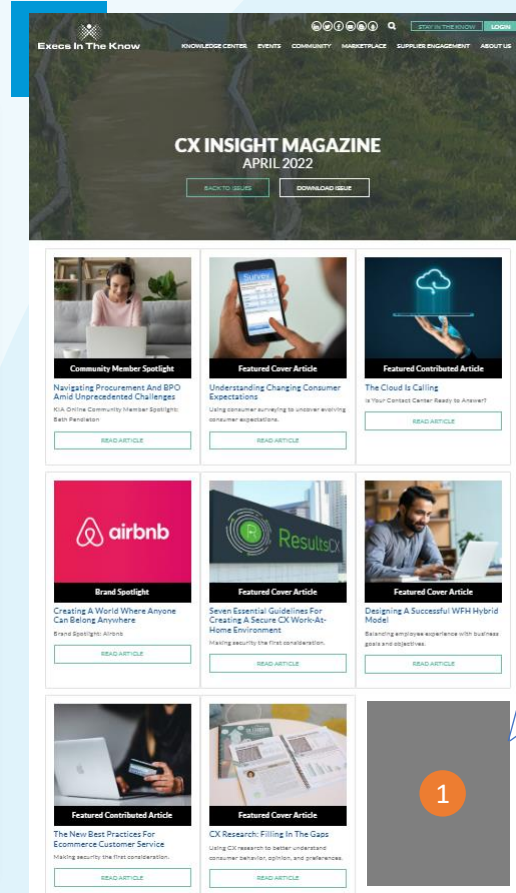 STAY IN THE KNOW LOGIN
Execs In The Know
KNOWLEDGE CENTER EVENTS COMMUNITY MARKETPLACE SUPPLIER ENGAGEMENT ABOUT US
CX INSIGHT MAGAZINE
APRIL 2022
BACK TO ISSUES DOWNLOAD ISSUE
Survey
Community Member Spotlight
Navigating Procurement And BPO
Amid Unprecedented Challenges
KIA Online Community Member Spotlight:
Beth Pendleton
READ ARTICLE
Featured Cover Article
Understanding Changing Consumer
Expectations
Using consumer surveying to uncover evolving
consumer expectations.
READ ARTICLE
Featured Contributed Article
The Cloud Is Calling
Is Your Contact Center Ready to Answer?
READ ARTICLE
airbnb
Brand Spotlight
Creating A World Where Anyone
Can Belong Anywhere
Brand Spotlight: Airbnb
READ ARTICLE
R ResultsCX
Featured Cover Article
Seven Essential Guidelines For
Creating A Secure CX Work-At-
Home Environment
Making security the first consideration.
READ ARTICLE
Featured Cover Article
Designing A Successful WFH Hybrid
Model
Balancing employee experience with business
goals and objectives.
READ ARTICLE
Featured Contributed Article
The New Best Practices For
Ecommerce Customer Service
Making security the first consideration.
READ ARTICLE
Featured Cover Article
CX Research: Filling In The Gaps
Using CX research to better understand
consumer behavior, opinion, and preferences.
READ ARTICLE
1